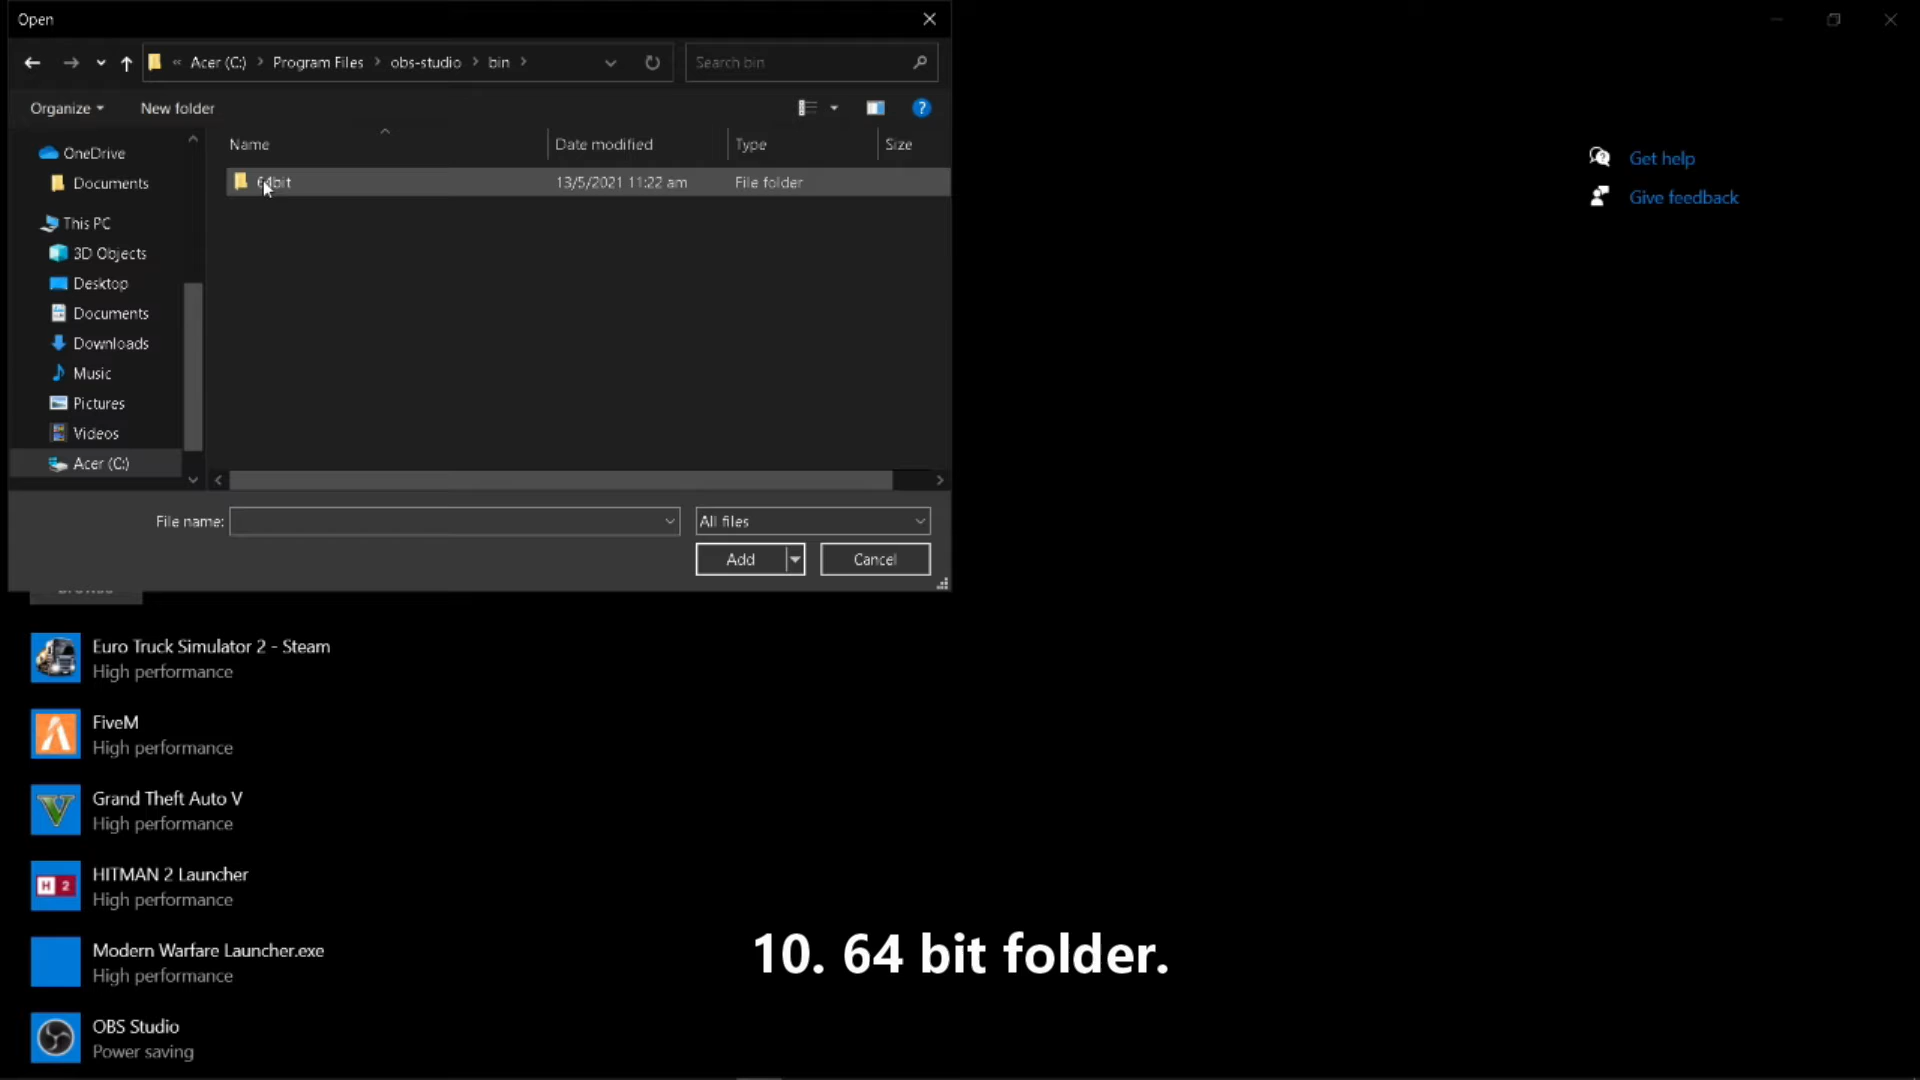 Open
« Acer (C:) > Program Files > obs-studio > bin >
Search bin
Organize
New folder
Name
Date modified
Type
Size
OneDrive
Documents
This PC
3D Objects
Desktop
Documents
Downloads
Music
Pictures
Videos
Acer (C:)
64bit
13/5/2021 11:22 am
File folder
File name:
All files
Add
Cancel
Get help
Give feedback
Euro Truck Simulator 2 - Steam
High performance
FiveM
High performance
Grand Theft Auto V
High performance
HITMAN 2 Launcher
High performance
Modern Warfare Launcher.exe
High performance
OBS Studio
Power saving
10. 64 bit folder.